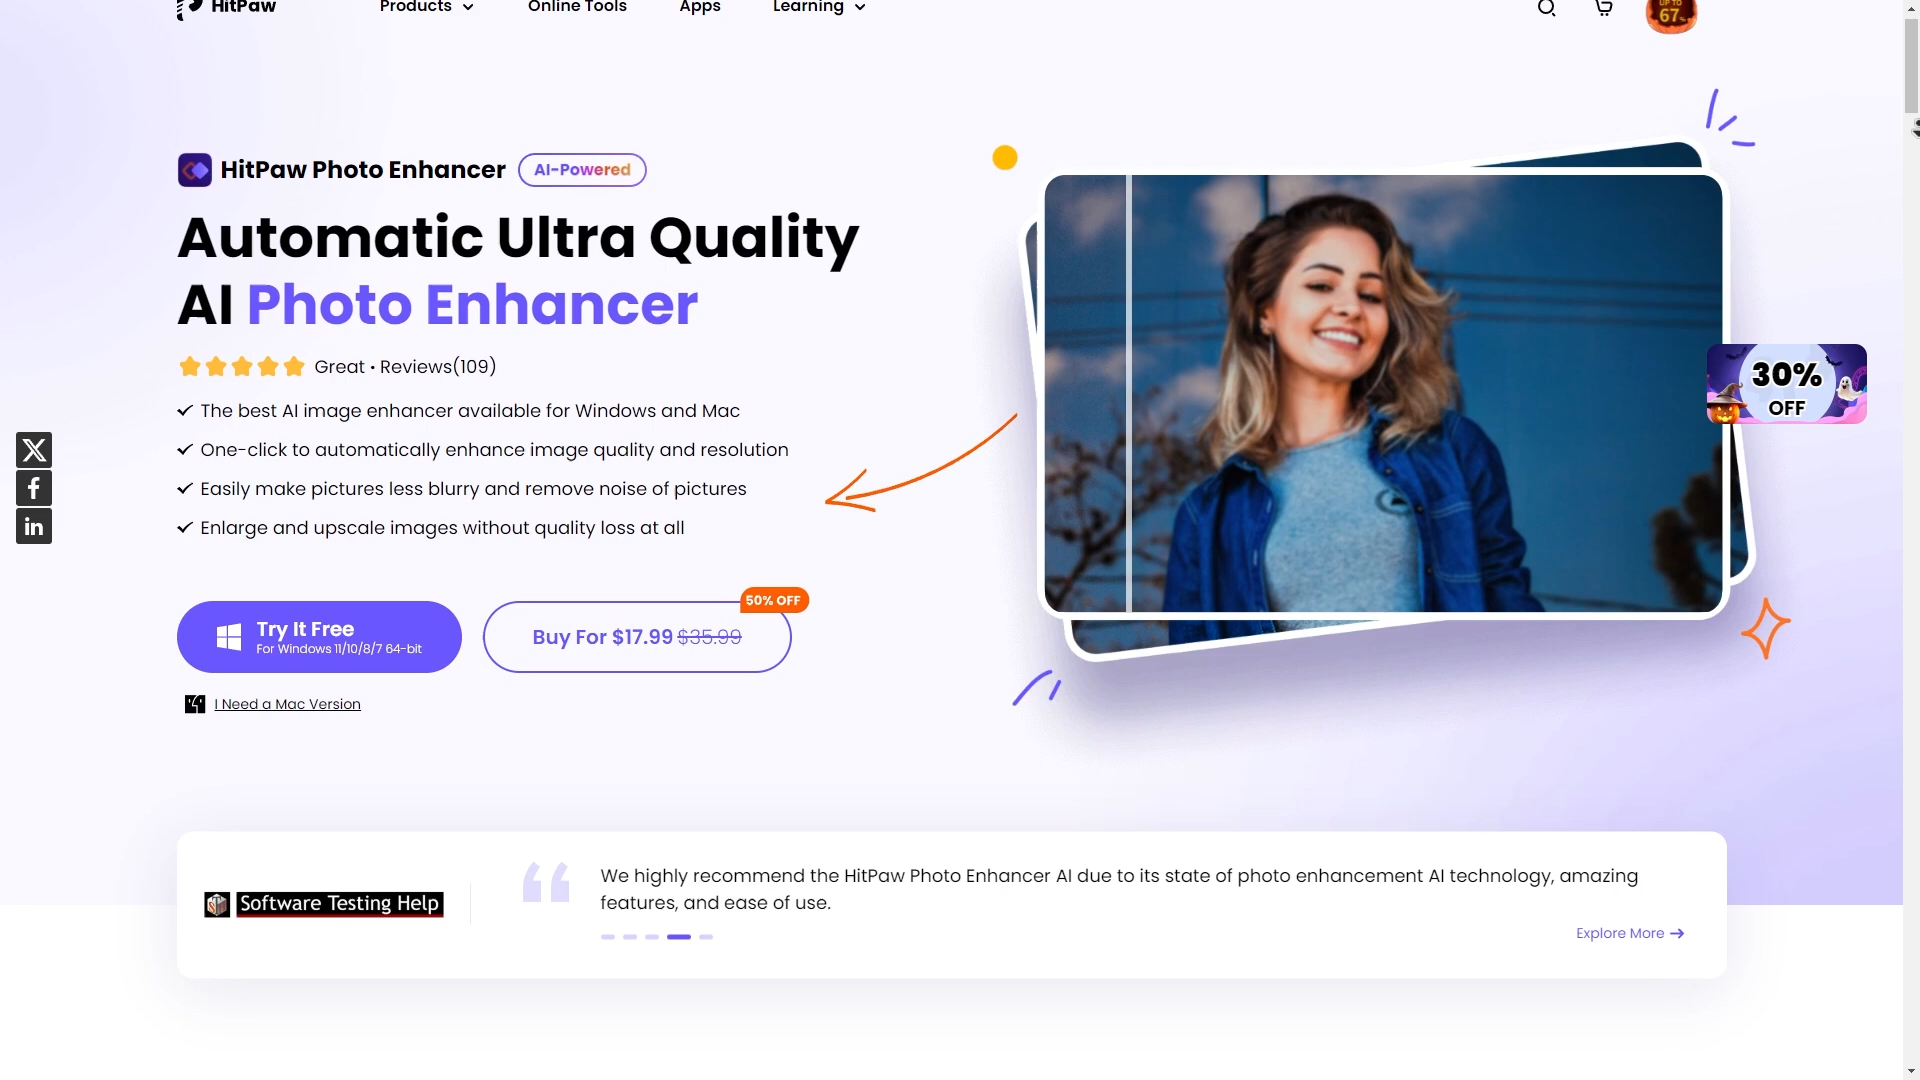 HitPaw
Products
Online Tools
Apps
Learning
UP TO
67%
HitPaw Photo Enhancer
AI-Powered
Automatic Ultra Quality
AI Photo Enhancer
Great • Reviews(109)
The best AI image enhancer available for Windows and Mac
One-click to automatically enhance image quality and resolution
Easily make pictures less blurry and remove noise of pictures
Enlarge and upscale images without quality loss at all
30%
OFF
50% OFF
Try It Free
For Windows 11/10/8/7 64-bit
Buy For $17.99 $35.99
I Need a Mac Version
Software Testing Help
We highly recommend the HitPaw Photo Enhancer AI due to its state of photo enhancement AI technology, amazing
features, and ease of use.
Explore More